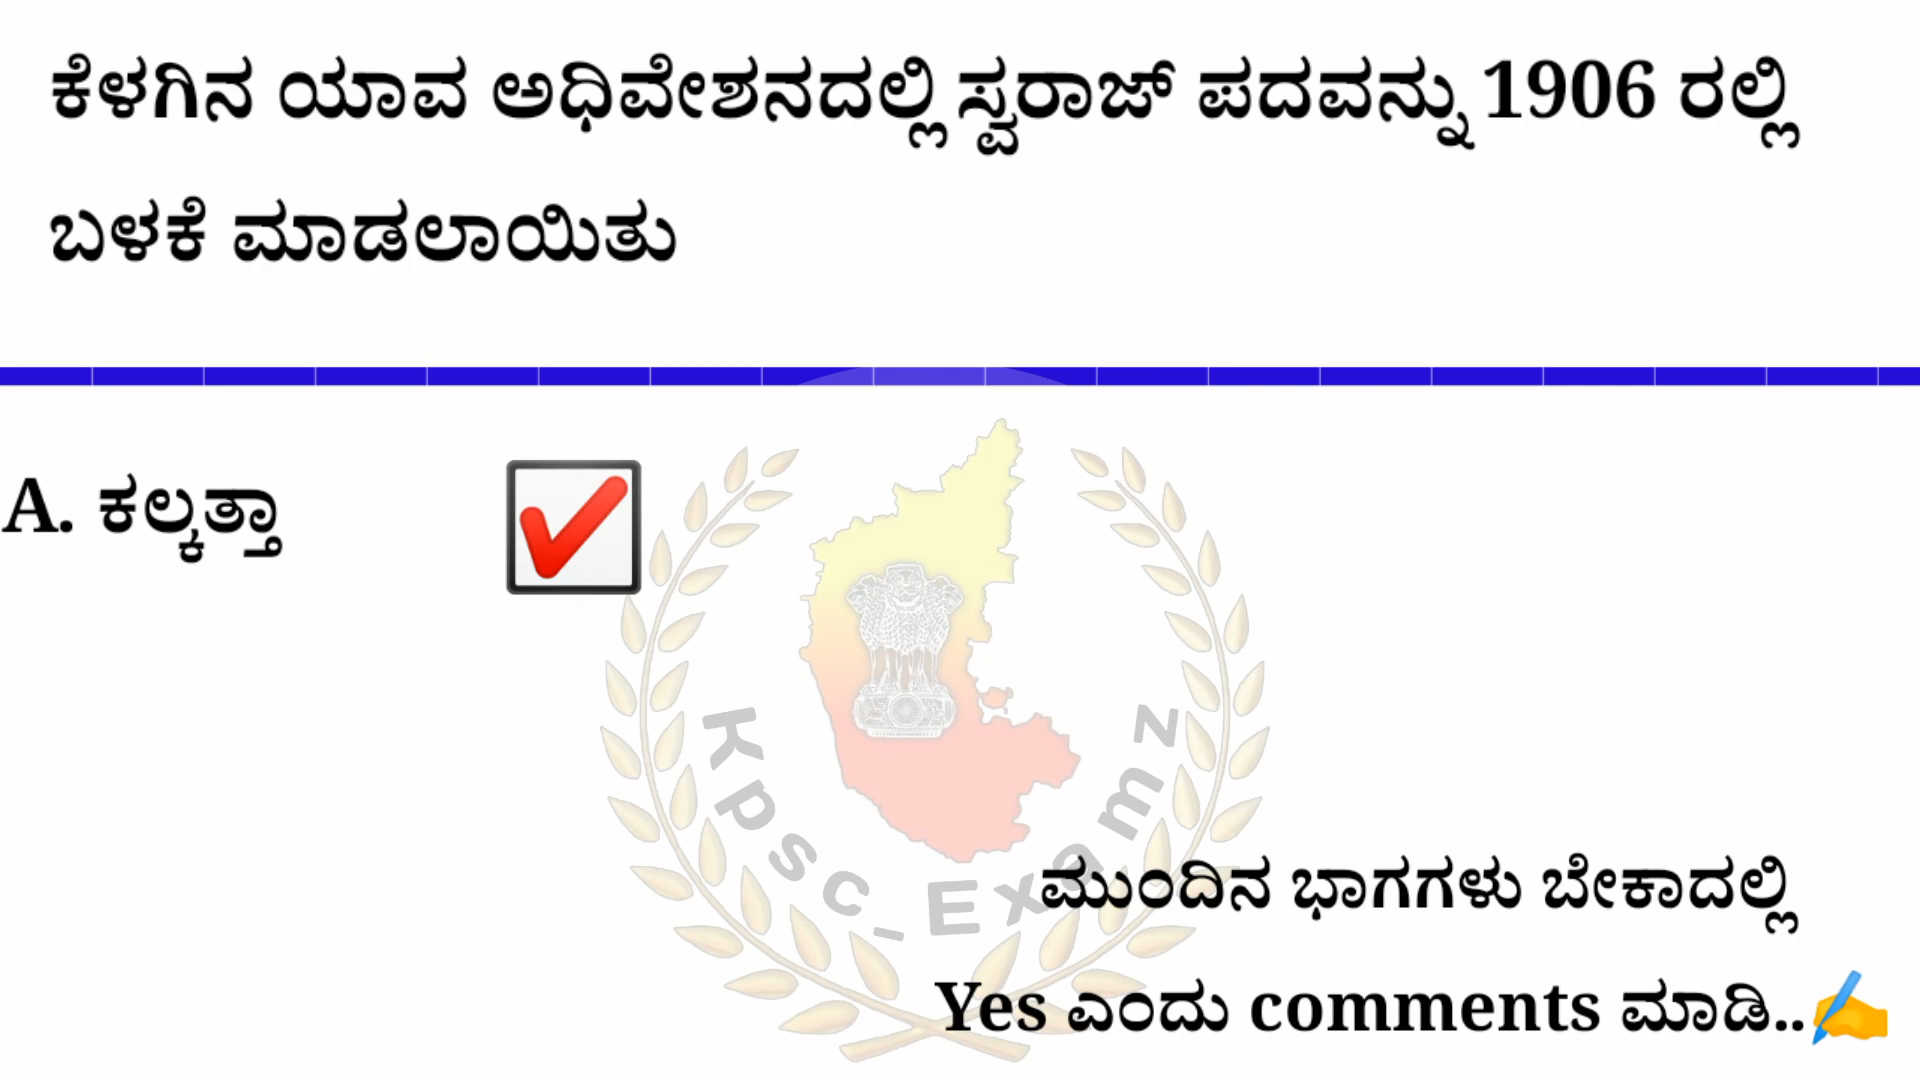 ಕೆಳಗಿನ ಯಾವ ಅಧಿವೇಶನದಲ್ಲಿ ಸ್ವರಾಜ್ ಪದವನ್ನು 1906 ರಲ್ಲಿ
ಬಳಕೆ ಮಾಡಲಾಯಿತು
A. ಕಲ್ಕತ್ತಾ
Kpsc_Examz
ಮುಂದಿನ ಭಾಗಗಳು ಬೇಕಾದಲ್ಲಿ
Yes ಎಂದು comments ಮಾಡಿ..✍️